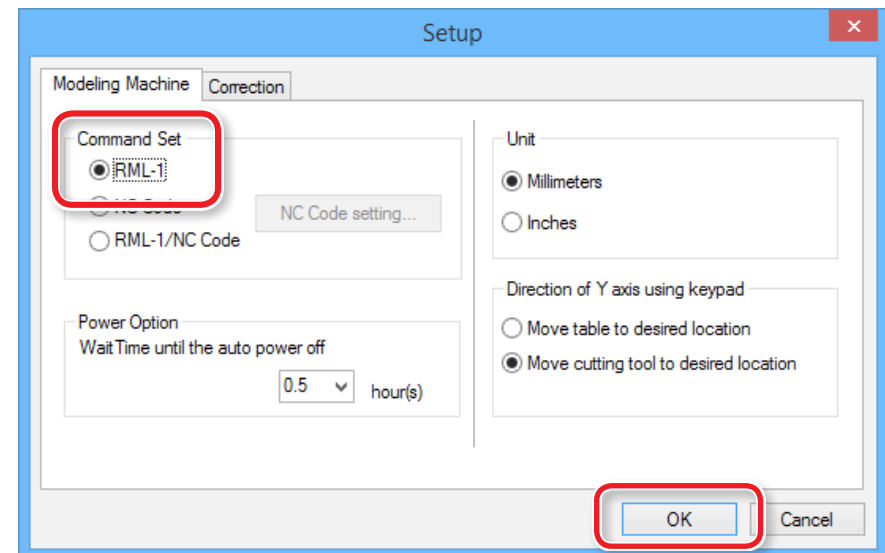 Setup
Modeling Machine
Correction
Command Set
RML-1
NC Code
NC Code setting...
RML-1/NC Code
Power Option
WaitTime until the auto power off
0.5 hour(s)
Unit
Millimeters
Inches
Direction of Y axis using keypad
Move table to desired location
Move cutting tool to desired location
OK
Cancel